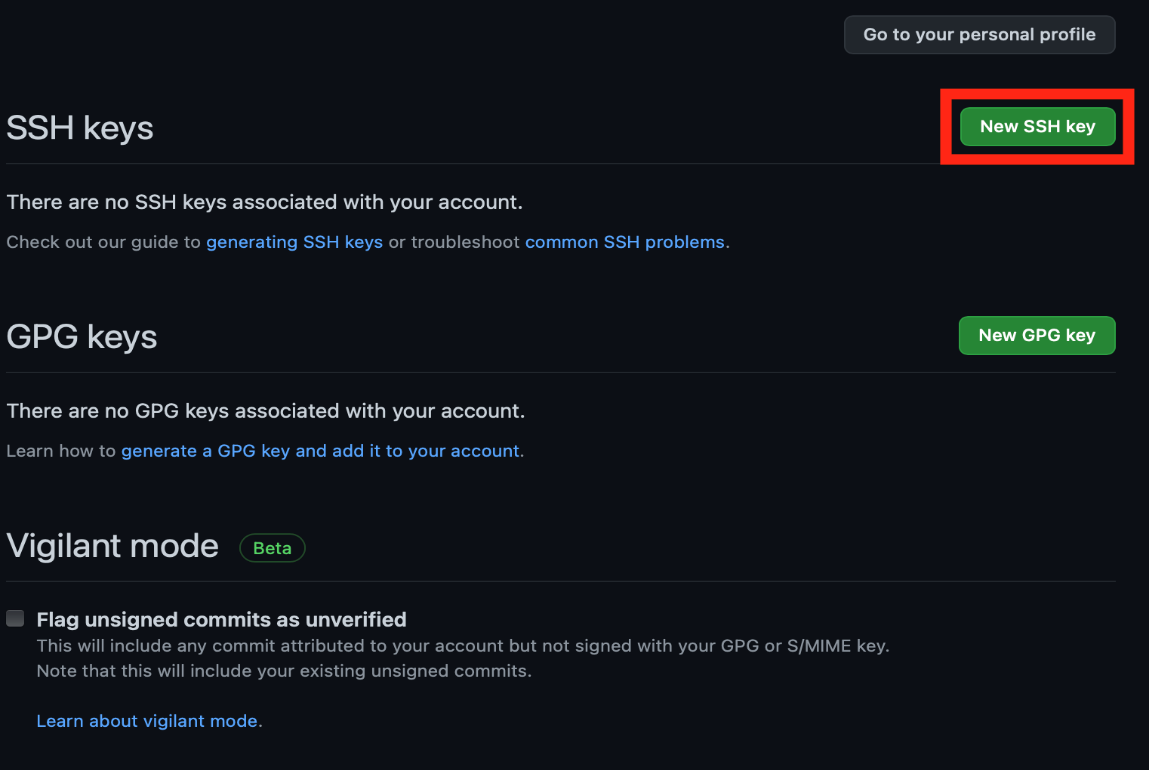 Go to your personal profile
SSH keys
New SSH key
There are no SSH keys associated with your account.
Check out our guide to generating SSH keys or troubleshoot common SSH problems.
GPG keys
New GPG key
There are no GPG keys associated with your account.
Learn how to generate a GPG key and add it to your account.
Vigilant mode Beta
Flag unsigned commits as unverified
This will include any commit attributed to your account but not signed with your GPG or S/MIME key.
Note that this will include your existing unsigned commits.
Learn about vigilant mode.